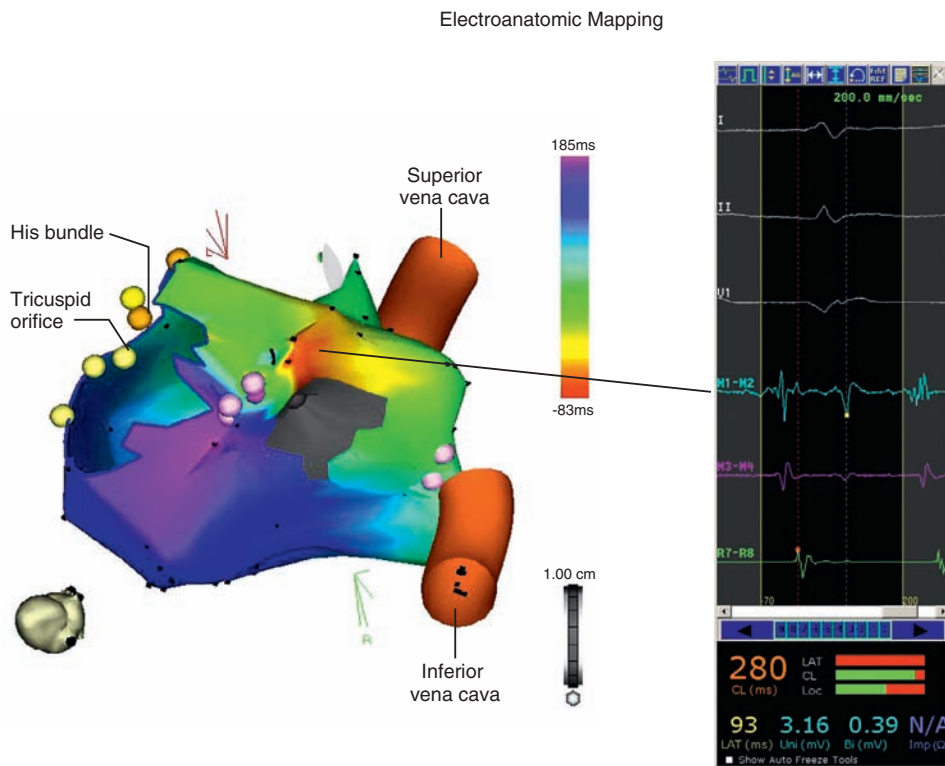 Electroanatomic Mapping
185ms
-83ms
Superior
vena cava
His bundle
Tricuspid
orifice
1.00 cm
R
Inferior
vena cava
Edit
REF
200.0 mm/sec
I
II
V1
M1-M2
M3-M4
R7-R8
-70
200
280
CL (ms)
LAT
CL
Loc
93
LAT (ms)
3.16
Uni (mV)
0.39
Bi (mV)
N/A
Show Auto Freeze Tools